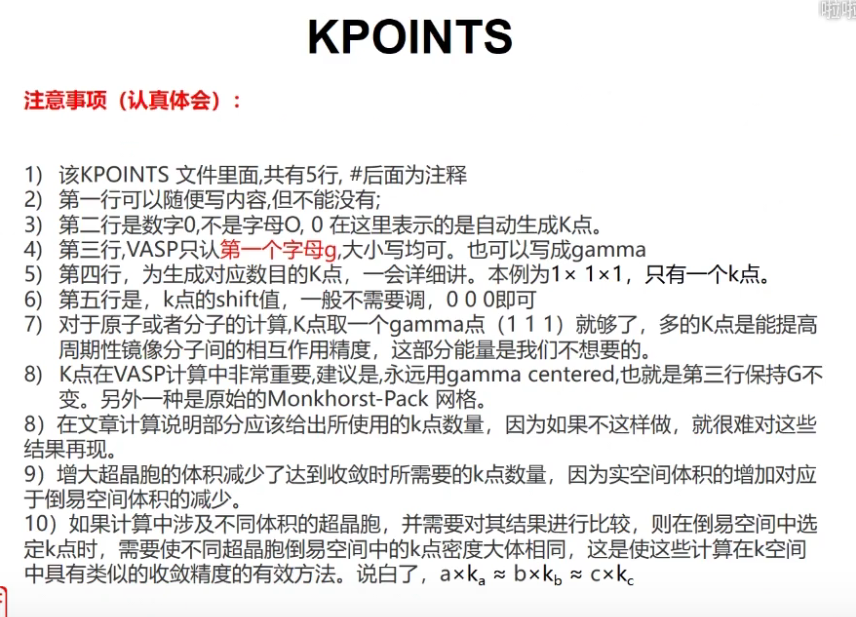 啦啦
KPOINTS
注意事项（认真体会）：
1) 该KPOINTS 文件里面,共有5行, #后面为注释
2) 第一行可以随便写内容,但不能没有;
3) 第二行是数字0,不是字母O, 0 在这里表示的是自动生成K点。
4) 第三行,VASP只认第一个字母g,大小写均可。也可以写成gamma
5) 第四行，为生成对应数目的K点，一会详细讲。本例为1× 1×1，只有一个k点。
6) 第五行是，k点的shift值，一般不需要调，0 0 0即可
7) 对于原子或者分子的计算,K点取一个gamma点（1 1 1）就够了，多的K点是能提高
周期性镜像分子间的相互作用精度，这部分能量是我们不想要的。
8) K点在VASP计算中非常重要,建议是,永远用gamma centered,也就是第三行保持G不
变。另外一种是原始的Monkhorst-Pack 网格。
8）在文章计算说明部分应该给出所使用的k点数量，因为如果不这样做，就很难对这些
结果再现。
9）增大超晶胞的体积减少了达到收敛时所需要的k点数量，因为实空间体积的增加对应
于倒易空间体积的减少。
10）如果计算中涉及不同体积的超晶胞，并需要对其结果进行比较，则在倒易空间中选
定k点时，需要使不同超晶胞倒易空间中的k点密度大体相同，这是使这些计算在k空间
中具有类似的收敛精度的有效方法。说白了，a×kₐ ≈ b×k_b ≈ c×k_c